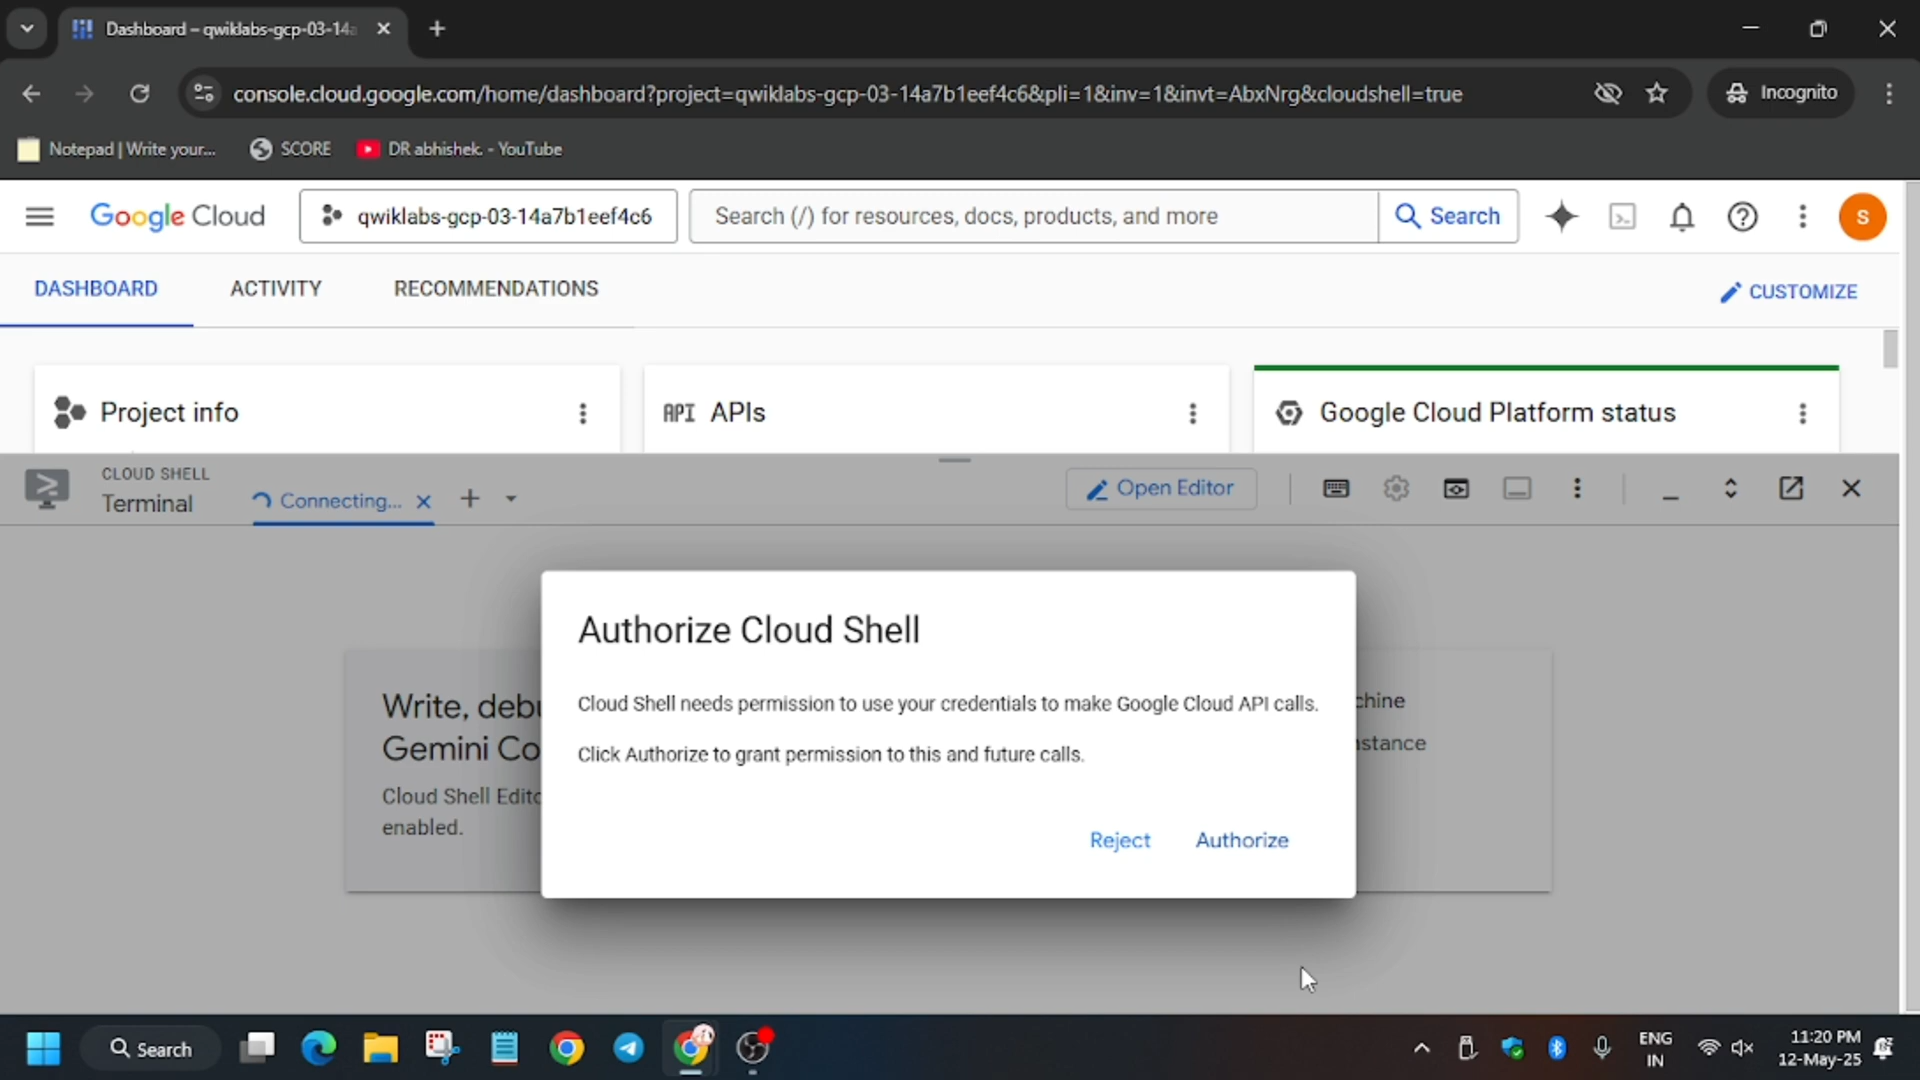 Dashboard – qwiklabs-gcp-03-14a
console.cloud.google.com/home/dashboard?project=qwiklabs-gcp-03-14a7b1eef4c6&pli=1&inv=1&invt=AbxNrg&cloudshell=true
Incognito
Notepad | Write your... SCORE DR abhishek. - YouTube
Google Cloud qwiklabs-gcp-03-14a7b1eef4c6 Search (/) for resources, docs, products, and more Search S
DASHBOARD ACTIVITY RECOMMENDATIONS CUSTOMIZE
Project info API APIs Google Cloud Platform status
CLOUD SHELL
Terminal Connecting... Open Editor
Authorize Cloud Shell
Cloud Shell needs permission to use your credentials to make Google Cloud API calls.
Click Authorize to grant permission to this and future calls.
Reject Authorize
Write, debu
Gemini Co
Cloud Shell Edito
enabled.
chine
stance
Search
ENG
IN
11:20 PM
12-May-25